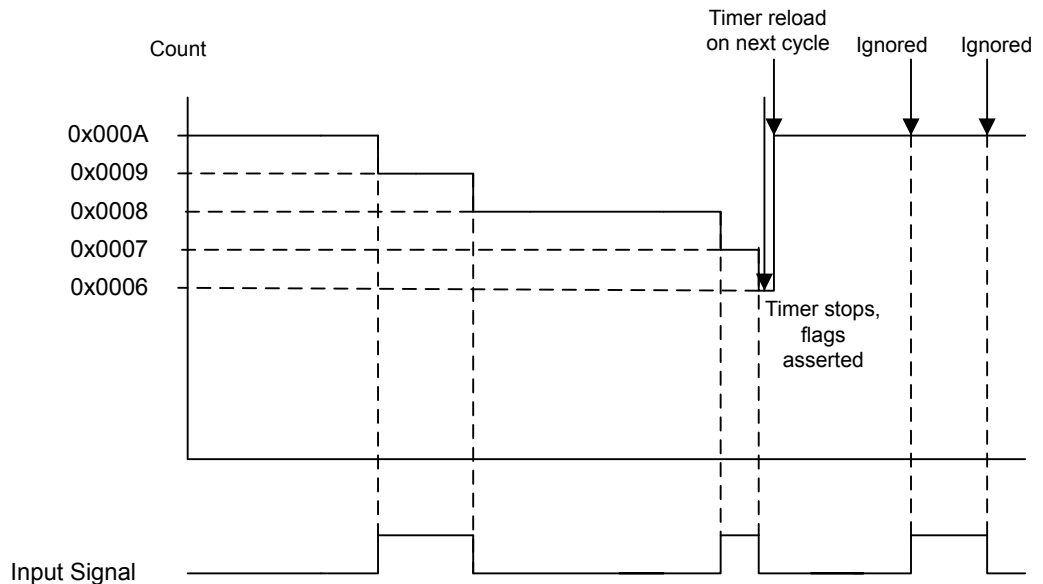 Timer reload
on next cycle
Ignored
Ignored
Count
0x000A
0x0009
0x0008
0x0007
0x0006
Timer stops,
flags
asserted
Input Signal